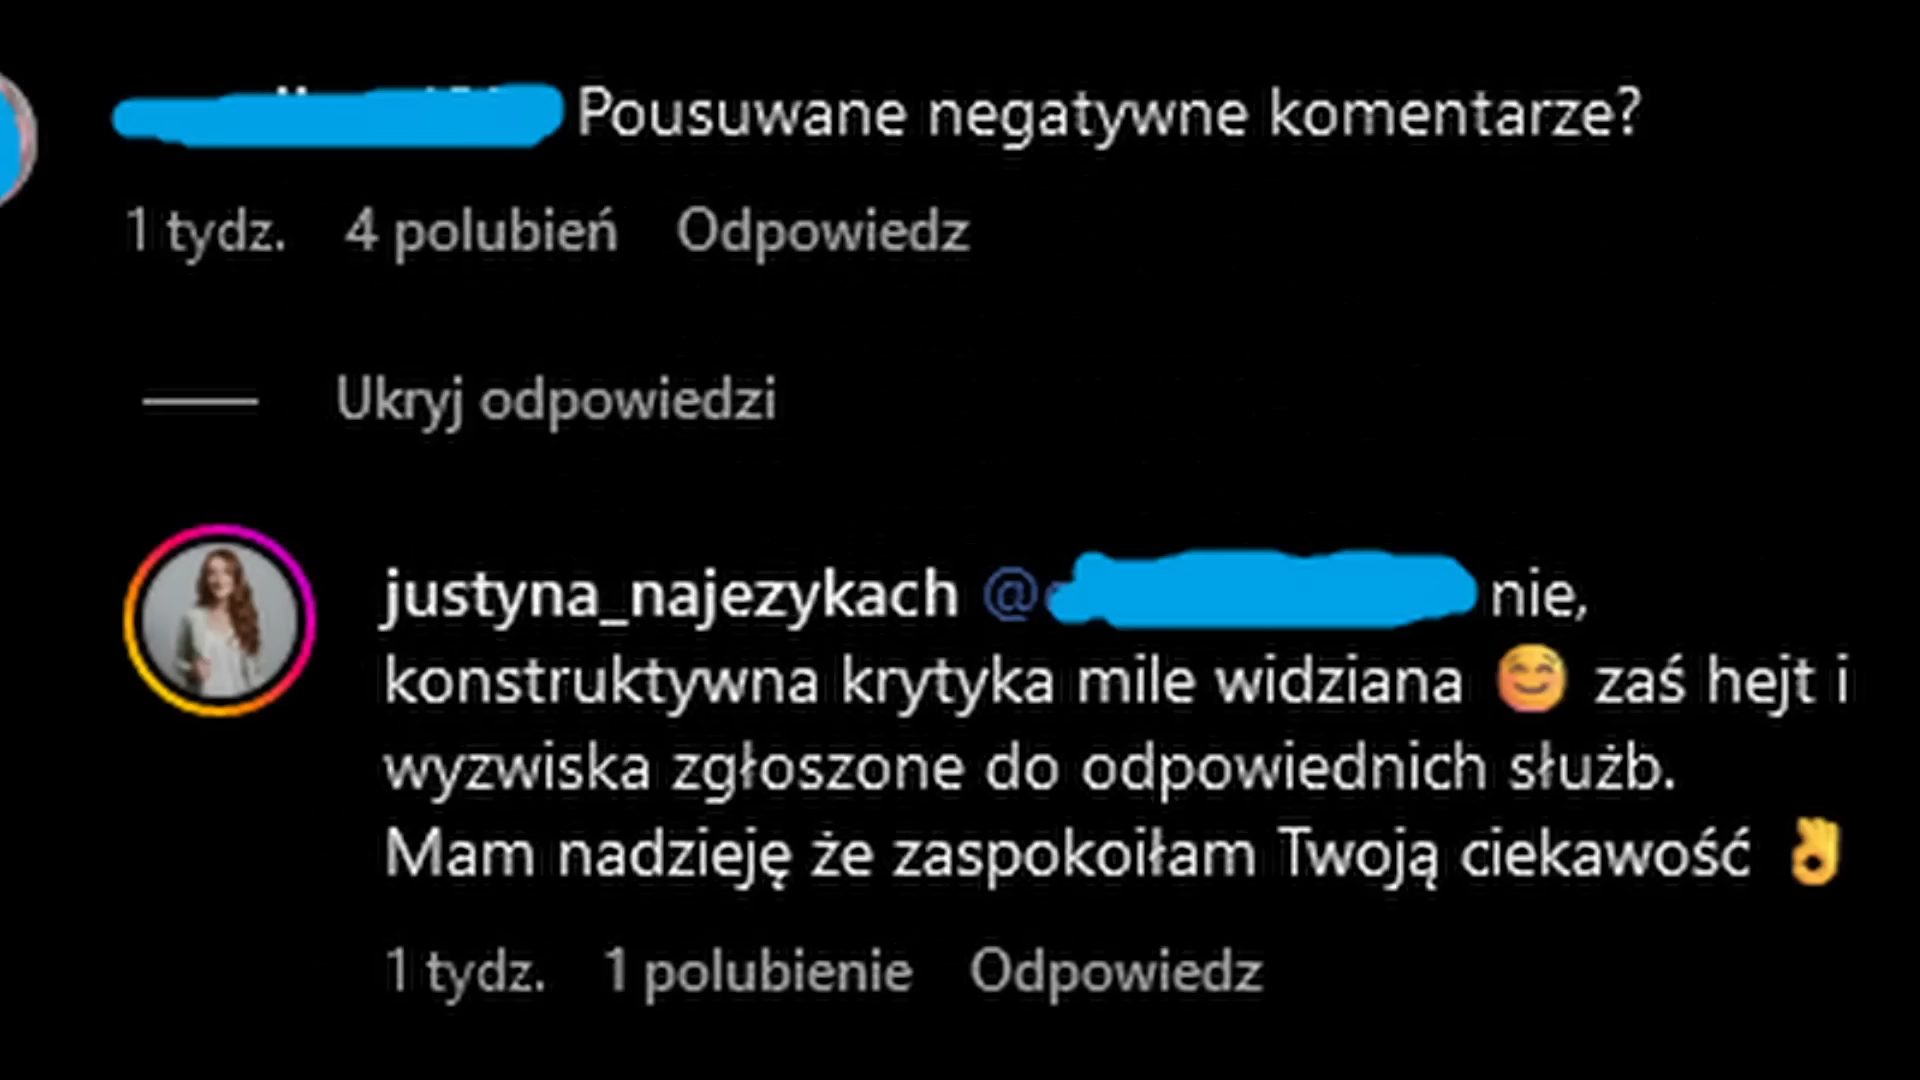 Pousuwane negatywne komentarze?
1 tydz. 4 polubień Odpowiedz
Ukryj odpowiedzi
justyna_najezykach @ nie,
konstruktywna krytyka mile widziana 😊 zaś hejt i
wyzwiska zgłoszone do odpowiednich służb.
Mam nadzieję że zaspokoiłam Twoją ciekawość 👌
1 tydz. 1 polubienie Odpowiedz